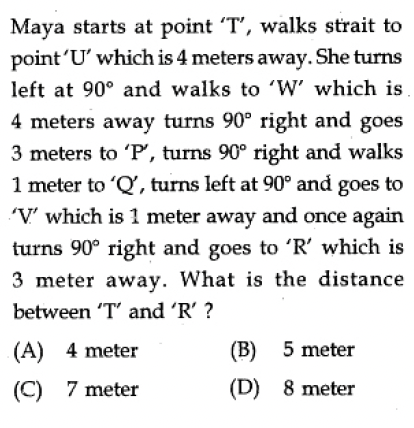 Maya starts at point ‘T’, walks strait to
point ‘U’ which is 4 meters away. She turns
left at 90° and walks to ‘W’ which is
4 meters away turns 90° right and goes
3 meters to ‘P’, turns 90° right and walks
1 meter to ‘Q’, turns left at 90° and goes to
‘V’ which is 1 meter away and once again
turns 90° right and goes to ‘R’ which is
3 meter away. What is the distance
between ‘T’ and ‘R’ ?
(A) 4 meter (B) 5 meter
(C) 7 meter (D) 8 meter